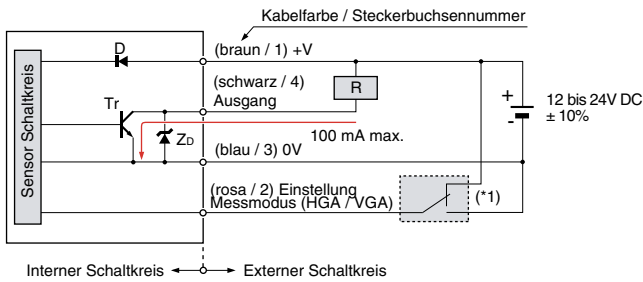 Kabelfarbe / Steckerbuchsennummer
D
(braun / 1) +V
(schwarz / 4)
Ausgang
R
Tr
ZD
100 mA max.
+
-
12 bis 24V DC
± 10%
Sensor Schaltkreis
(blau / 3) 0V
(rosa / 2) Einstellung
Messmodus (HGA / VGA)
(*1)
Interner Schaltkreis
Externer Schaltkreis